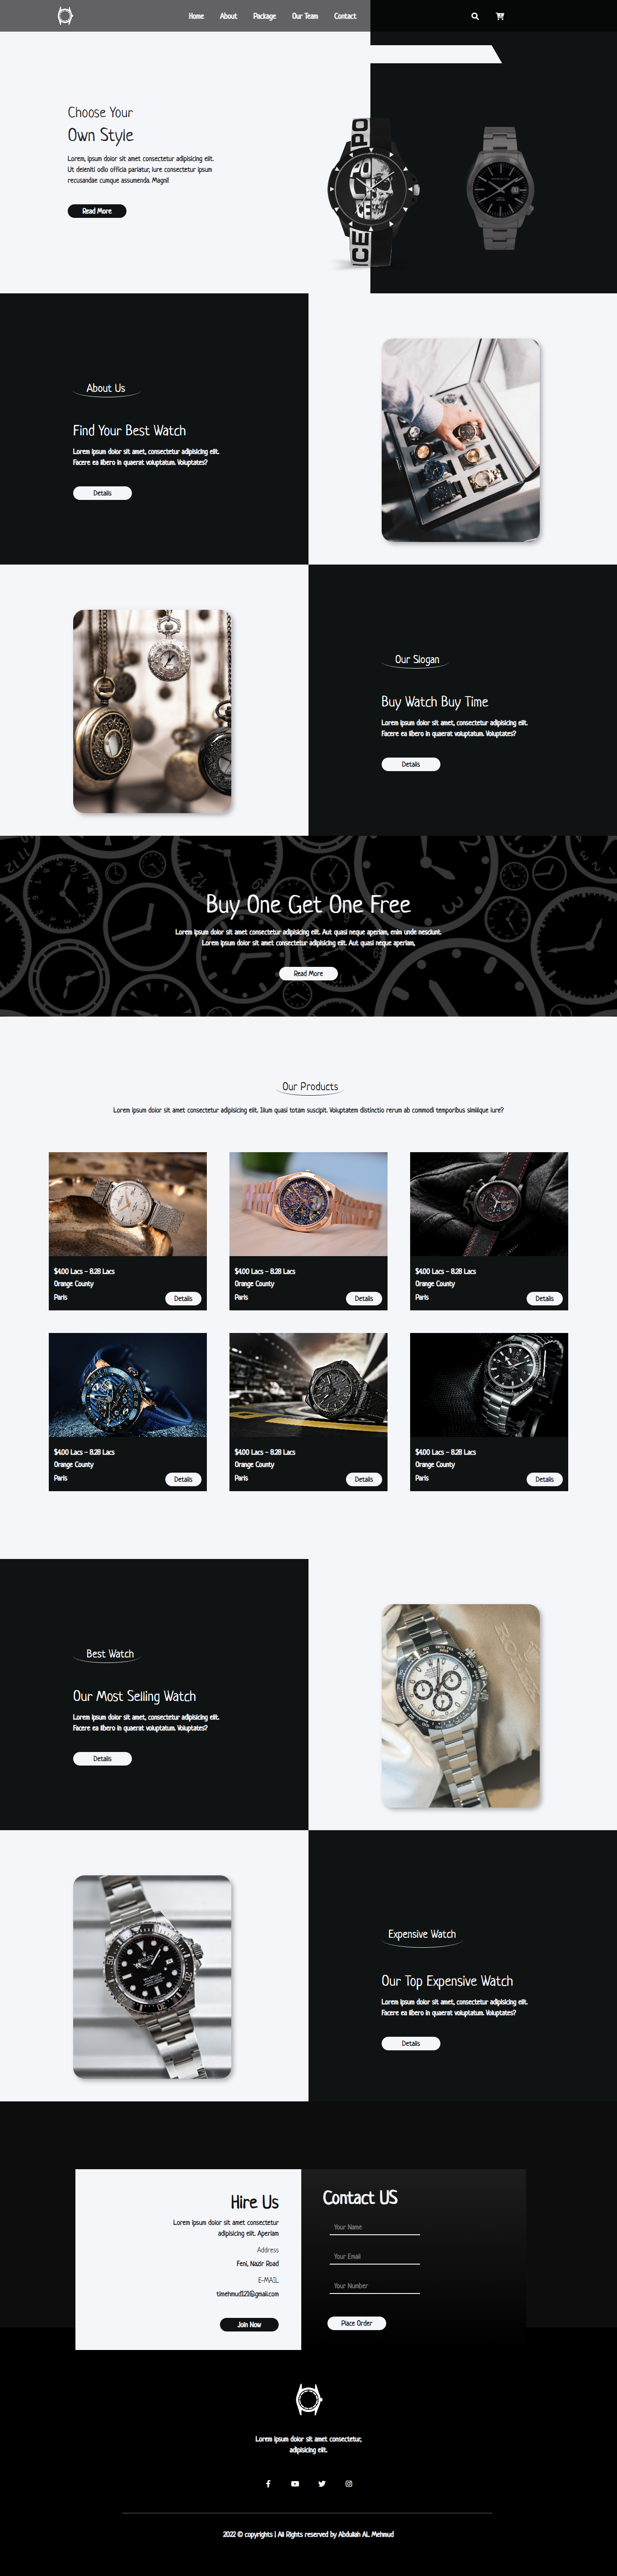 Home About Package Our Team Contact
Choose Your
Own Style
Lorem, ipsum dolor sit amet consectetur adipisicing elit.
Ut deleniti odio officia pariatur, iure consectetur ipsum
recusandae cumque assumenda. Magni!
Read More
About Us
Find Your Best Watch
Lorem ipsum dolor sit amet, consectetur adipisicing elit.
Facere ea libero in quaerat voluptatum. Voluptates?
Details
Our Slogan
Buy Watch Buy Time
Lorem ipsum dolor sit amet, consectetur adipisicing elit.
Facere ea libero in quaerat voluptatum. Voluptates?
Details
Buy One Get One Free
Lorem ipsum dolor sit amet consectetur adipisicing elit. Aut quasi neque aperiam, enim unde nesciunt.
Lorem ipsum dolor sit amet consectetur adipisicing elit. Aut quasi neque aperiam,
Read More
Our Products
Lorem ipsum dolor sit amet consectetur adipisicing elit. Illum quasi totam suscipit. Voluptatem distinctio rerum ab commodi temporibus similique iure?
$4.00 Lacs - 8.28 Lacs
Orange County
Paris
Details
$4.00 Lacs - 8.28 Lacs
Orange County
Paris
Details
$4.00 Lacs - 8.28 Lacs
Orange County
Paris
Details
$4.00 Lacs - 8.28 Lacs
Orange County
Paris
Details
$4.00 Lacs - 8.28 Lacs
Orange County
Paris
Details
$4.00 Lacs - 8.28 Lacs
Orange County
Paris
Details
Best Watch
Our Most Selling Watch
Lorem ipsum dolor sit amet, consectetur adipisicing elit.
Facere ea libero in quaerat voluptatum. Voluptates?
Details
Expensive Watch
Our Top Expensive Watch
Lorem ipsum dolor sit amet, consectetur adipisicing elit.
Facere ea libero in quaerat voluptatum. Voluptates?
Details
Hire Us
Lorem ipsum dolor sit amet consectetur
adipisicing elit. Aperiam
Address
Feni, Nazir Road
E-MAIL
timehmud123@gmail.com
Join Now
Contact US
Your Name
Your Email
Your Number
Place Order
Lorem ipsum dolor sit amet consectetur,
adipisicing elit.
2022 © copyrights | All Rights reserved by Abdullah AL Mehmud